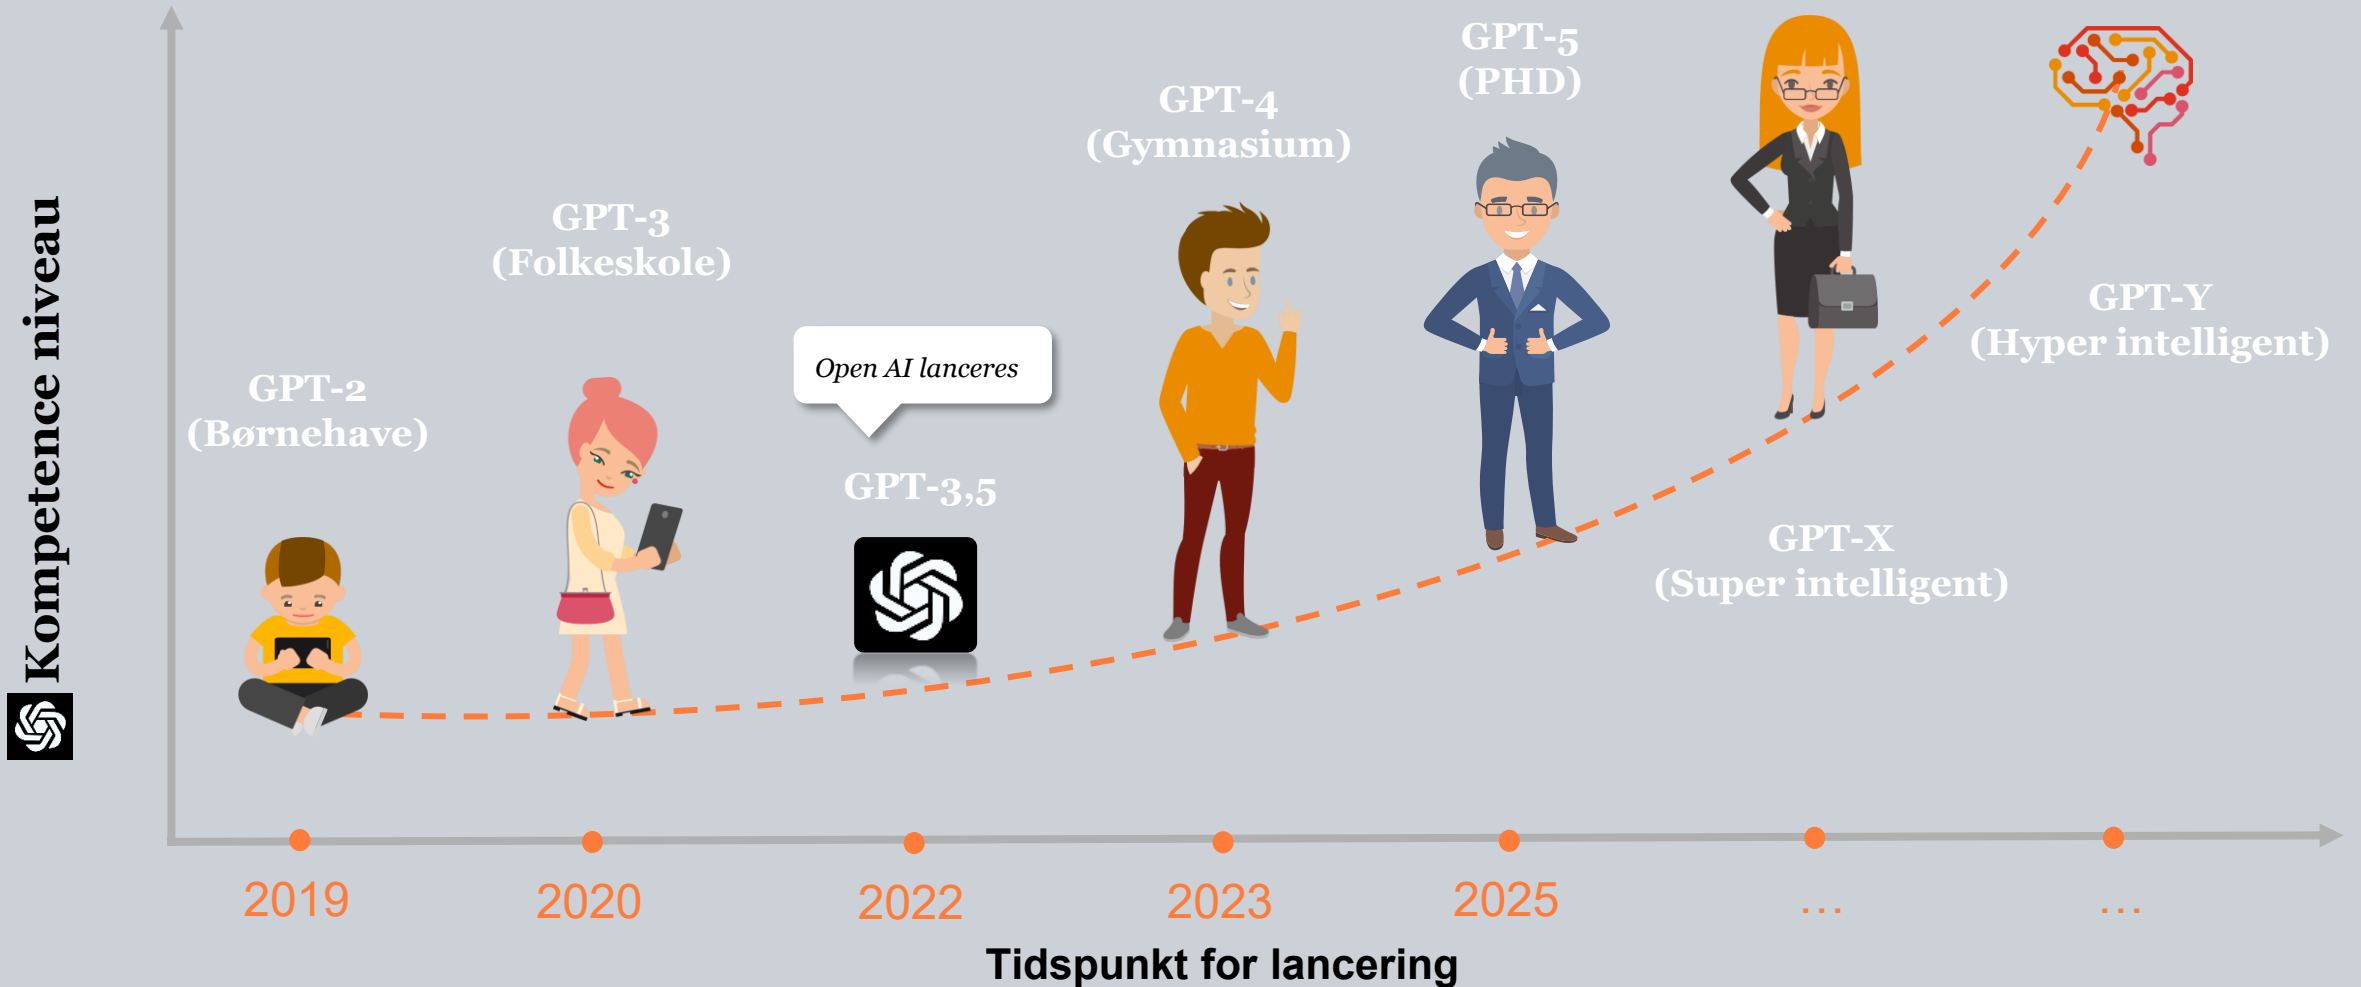 Kompetence niveau
GPT-2
(Børnehave)
GPT-3
(Folkeskole)
Open AI lanceres
GPT-3,5
GPT-4
(Gymnasium)
GPT-5
(PHD)
GPT-X
(Super intelligent)
GPT-Y
(Hyper intelligent)
2019
2020
2022
2023
2025
...
...
Tidspunkt for lancering